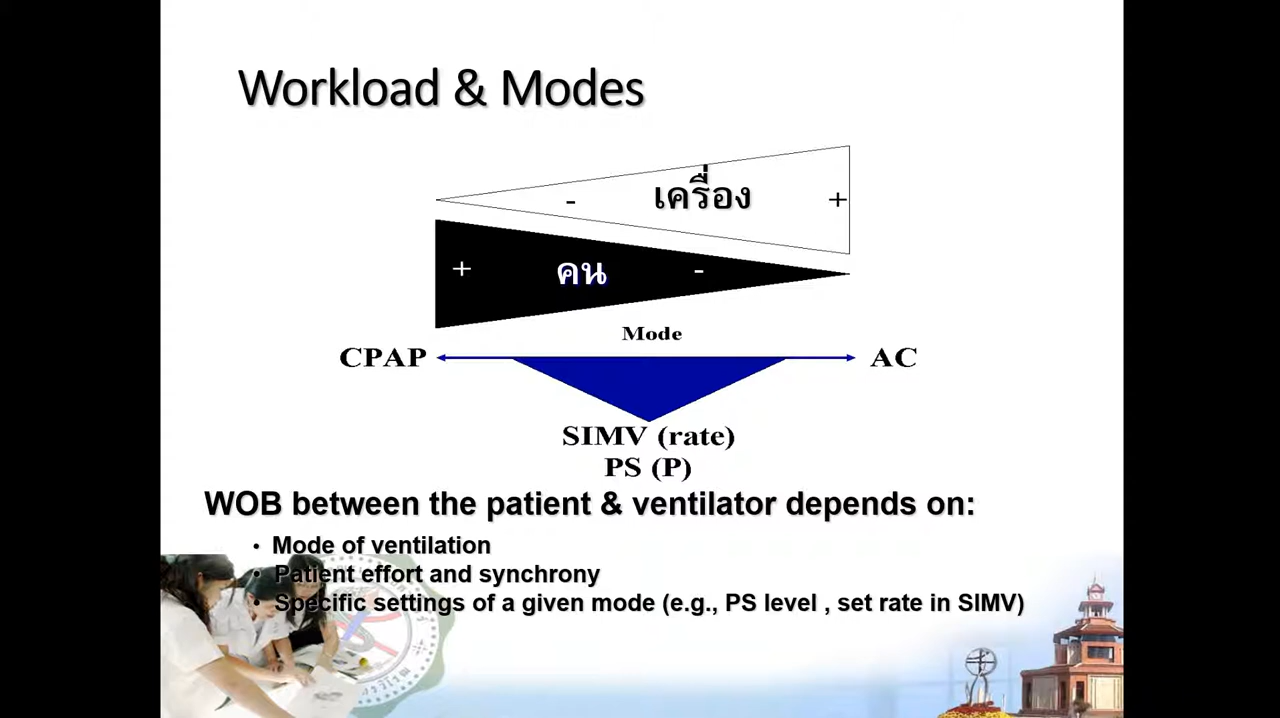 Workload & Modes
- เครื่อง +
+ คน -
Mode
CPAP AC
SIMV (rate)
PS (P)
WOB between the patient & ventilator depends on:
• Mode of ventilation
• Patient effort and synchrony
• Specific settings of a given mode (e.g., PS level , set rate in SIMV)